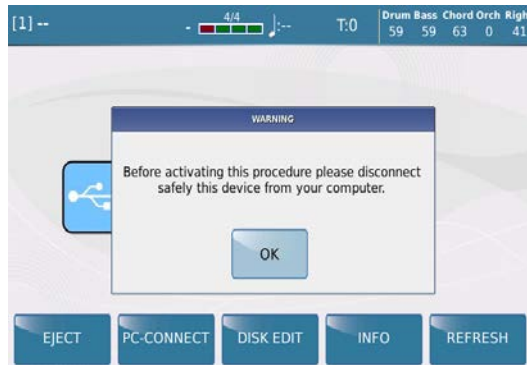 [1] --
- 4/4 ♩:-- T:0
Drum Bass Chord Orch Righ
59 59 63 0 41
WARNING
Before activating this procedure please disconnect
safely this device from your computer.
OK
EJECT PC-CONNECT DISK EDIT INFO REFRESH